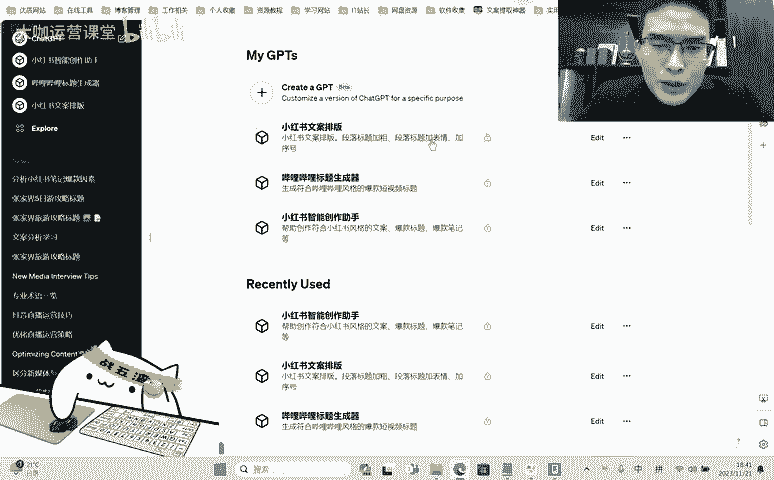 优质网站 在线工具 博客管理 工作相关 个人收藏 资源教程 学习网站 IT站长 网盘资源 软件收集 文案提取神器
大咖运营课堂
ChatGPT
小红书智能创作助手
哔哩哔哩标题生成器
小红书文案排版
Explore
分析小红书笔记爆款因素
张家界5日游攻略标题
张家界旅游攻略标题
文案分析学习
张家界旅游攻略标题
New Media Interview Tips
专业术语一览
抖音直播运营技巧
优化直播运营策略
Optimizing Content
区分新媒体
My GPTs
Create a GPT Beta
Customize a version of ChatGPT for a specific purpose
小红书文案排版
小红书文案排版，段落标题加粗、段落标题加表情、加
序号
Edit
哔哩哔哩标题生成器
生成符合哔哩哔哩风格的爆款短视频标题
Edit
小红书智能创作助手
帮助创作符合小红书风格的文案、爆款标题、爆款笔记
等
Edit
Recently Used
小红书智能创作助手
帮助创作符合小红书风格的文案、爆款标题、爆款笔记
等
Edit
小红书文案排版
小红书文案排版，段落标题加粗、段落标题加表情、加
序号
Edit
哔哩哔哩标题生成器
生成符合哔哩哔哩风格的爆款短视频标题
Edit
战五渣
21°C
搜索
中
拼
18:41
2023/11/21